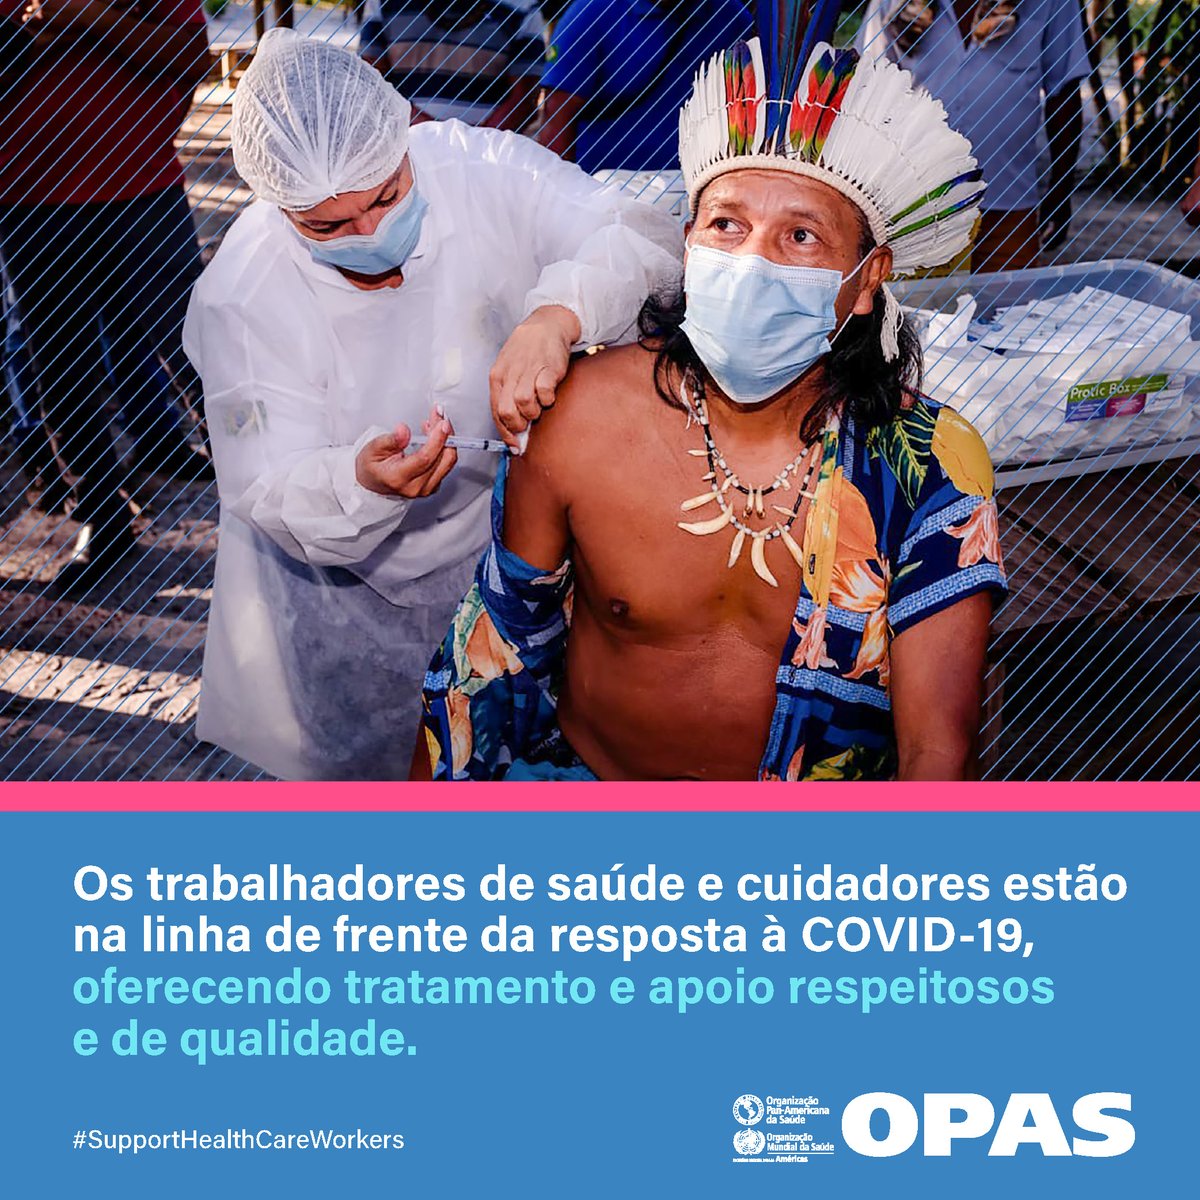 Protic Box
Os trabalhadores de saúde e cuidadores estão
na linha de frente da resposta à COVID-19,
oferecendo tratamento e apoio respeitosos
e de qualidade.
#SupportHealthCareWorkers
Organização
Pan-Americana
da Saúde
Organização
Mundial da Saúde
Américas
OPAS